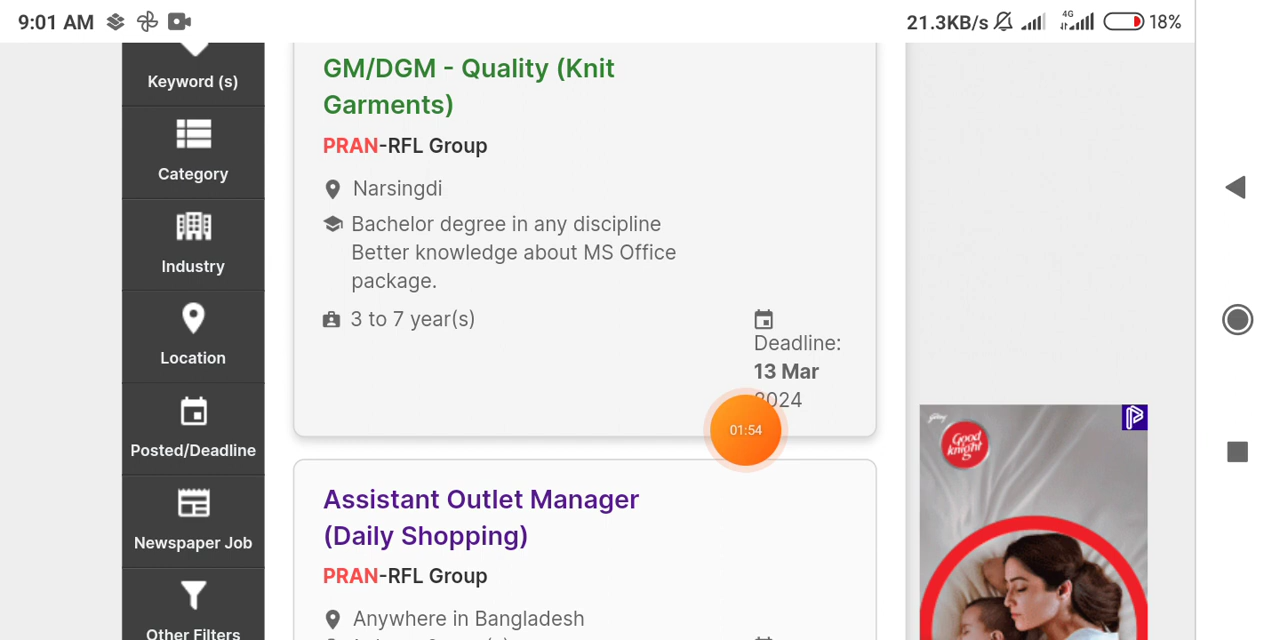 9:01 AM
21.3KB/s
4G
18%
Keyword (s)
Category
Industry
Location
Posted/Deadline
Newspaper Job
Other Filters
GM/DGM - Quality (Knit
Garments)
PRAN-RFL Group
Narsingdi
Bachelor degree in any discipline
Better knowledge about MS Office
package.
3 to 7 year(s)
Deadline:
13 Mar
2024
01:54
Assistant Outlet Manager
(Daily Shopping)
PRAN-RFL Group
Anywhere in Bangladesh
Good
knight